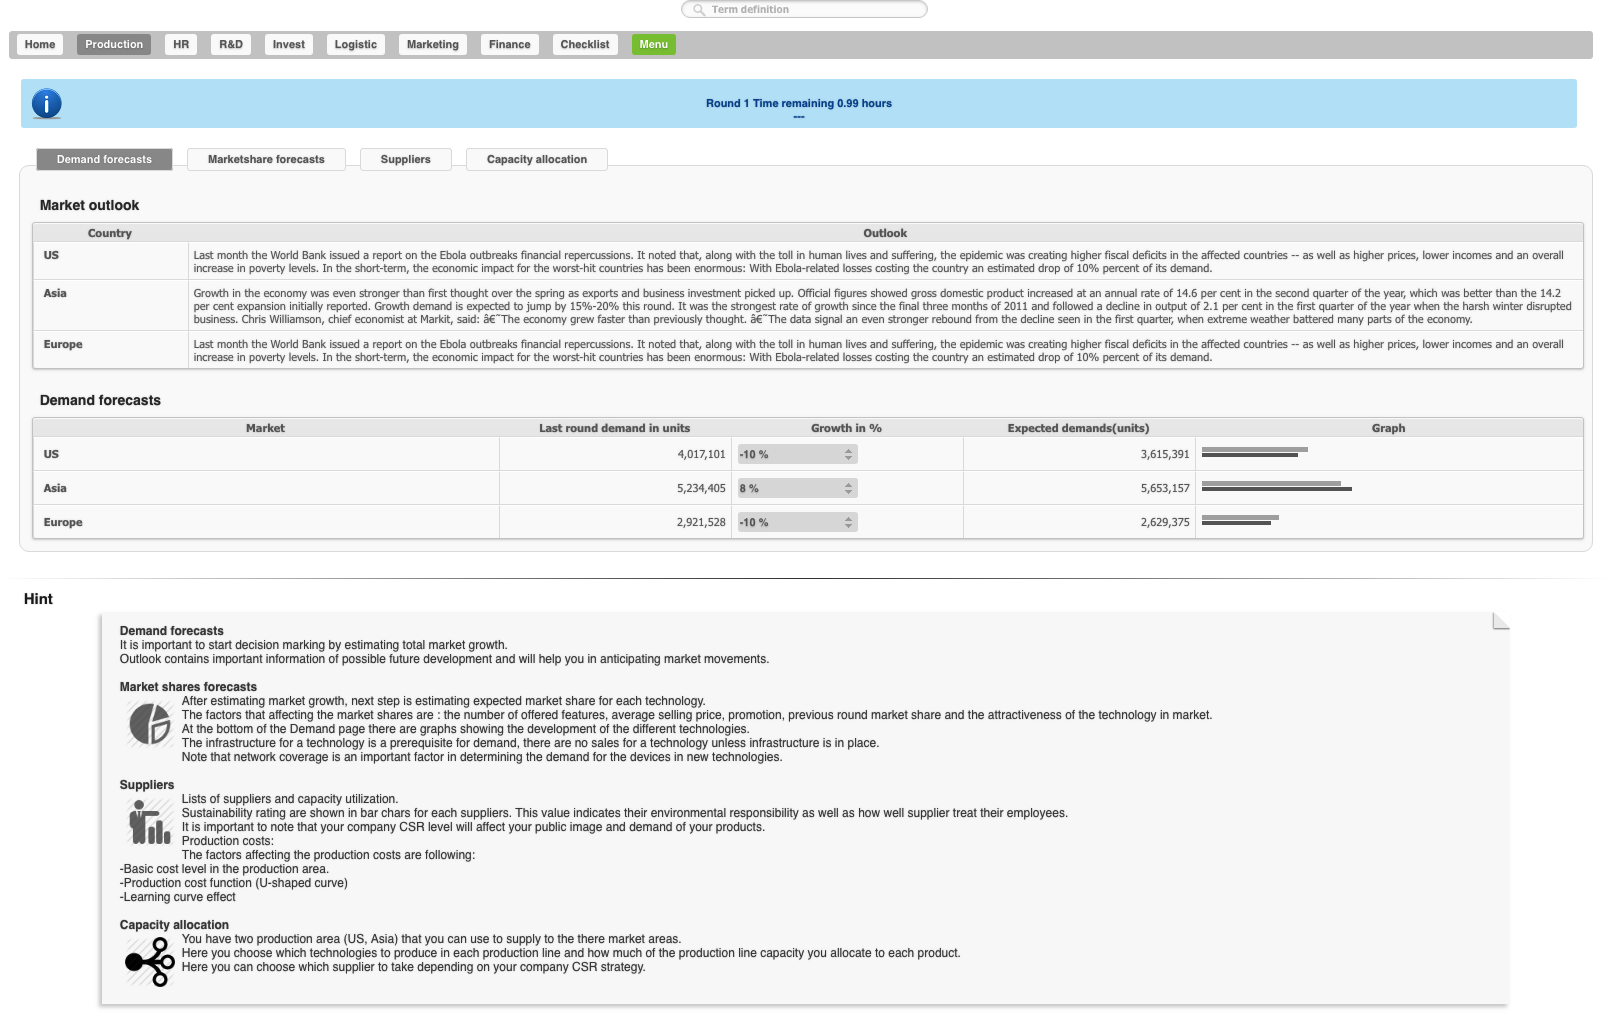 Term definition
Home Production HR R&D Invest Logistic Marketing Finance Checklist Menu
Round 1 Time remaining 0.99 hours
---
Demand forecasts Marketshare forecasts Suppliers Capacity allocation
Market outlook
Country Outlook
US Last month the World Bank issued a report on the Ebola outbreaks financial repercussions. It noted that, along with the toll in human lives and suffering, the epidemic was creating higher fiscal deficits in the affected countries -- as well as higher prices, lower incomes and an overall
increase in poverty levels. In the short-term, the economic impact for the worst-hit countries has been enormous: With Ebola-related losses costing the country an estimated drop of 10% percent of its demand.
Asia Growth in the economy was even stronger than first thought over the spring as exports and business investment picked up. Official figures showed gross domestic product increased at an annual rate of 14.6 per cent in the second quarter of the year, which was better than the 14.2
per cent expansion initially reported. Growth demand is expected to jump by 15%-20% this round. It was the strongest rate of growth since the final three months of 2011 and followed a decline in output of 2.1 per cent in the first quarter of the year when the harsh winter disrupted
business. Chris Williamson, chief economist at Markit, said: â€˜The economy grew faster than previously thought. â€˜The data signal an even stronger rebound from the decline seen in the first quarter, when extreme weather battered many parts of the economy.
Europe Last month the World Bank issued a report on the Ebola outbreaks financial repercussions. It noted that, along with the toll in human lives and suffering, the epidemic was creating higher fiscal deficits in the affected countries -- as well as higher prices, lower incomes and an overall
increase in poverty levels. In the short-term, the economic impact for the worst-hit countries has been enormous: With Ebola-related losses costing the country an estimated drop of 10% percent of its demand.
Demand forecasts
Market Last round demand in units Growth in % Expected demands(units) Graph
US 4,017,101 -10 % 3,615,391
Asia 5,234,405 8 % 5,653,157
Europe 2,921,528 -10 % 2,629,375
Hint
Demand forecasts
It is important to start decision marking by estimating total market growth.
Outlook contains important information of possible future development and will help you in anticipating market movements.
Market shares forecasts
After estimating market growth, next step is estimating expected market share for each technology.
The factors that affecting the market shares are : the number of offered features, average selling price, promotion, previous round market share and the attractiveness of the technology in market.
At the bottom of the Demand page there are graphs showing the development of the different technologies.
The infrastructure for a technology is a prerequisite for demand, there are no sales for a technology unless infrastructure is in place.
Note that network coverage is an important factor in determining the demand for the devices in new technologies.
Suppliers
Lists of suppliers and capacity utilization.
Sustainability rating are shown in bar chars for each suppliers. This value indicates their environmental responsibility as well as how well supplier treat their employees.
It is important to note that your company CSR level will affect your public image and demand of your products.
Production costs:
The factors affecting the production costs are following:
-Basic cost level in the production area.
-Production cost function (U-shaped curve)
-Learning curve effect
Capacity allocation
You have two production area (US, Asia) that you can use to supply to the there market areas.
Here you choose which technologies to produce in each production line and how much of the production line capacity you allocate to each product.
Here you can choose which supplier to take depending on your company CSR strategy.